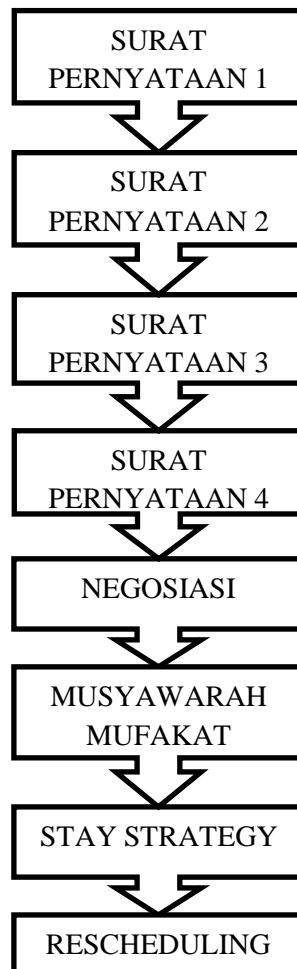 SURAT
PERNYATAAN 1
SURAT
PERNYATAAN 2
SURAT
PERNYATAAN 3
SURAT
PERNYATAAN 4
NEGOSIASI
MUSYAWARAH
MUFAKAT
STAY STRATEGY
RESCHEDULING